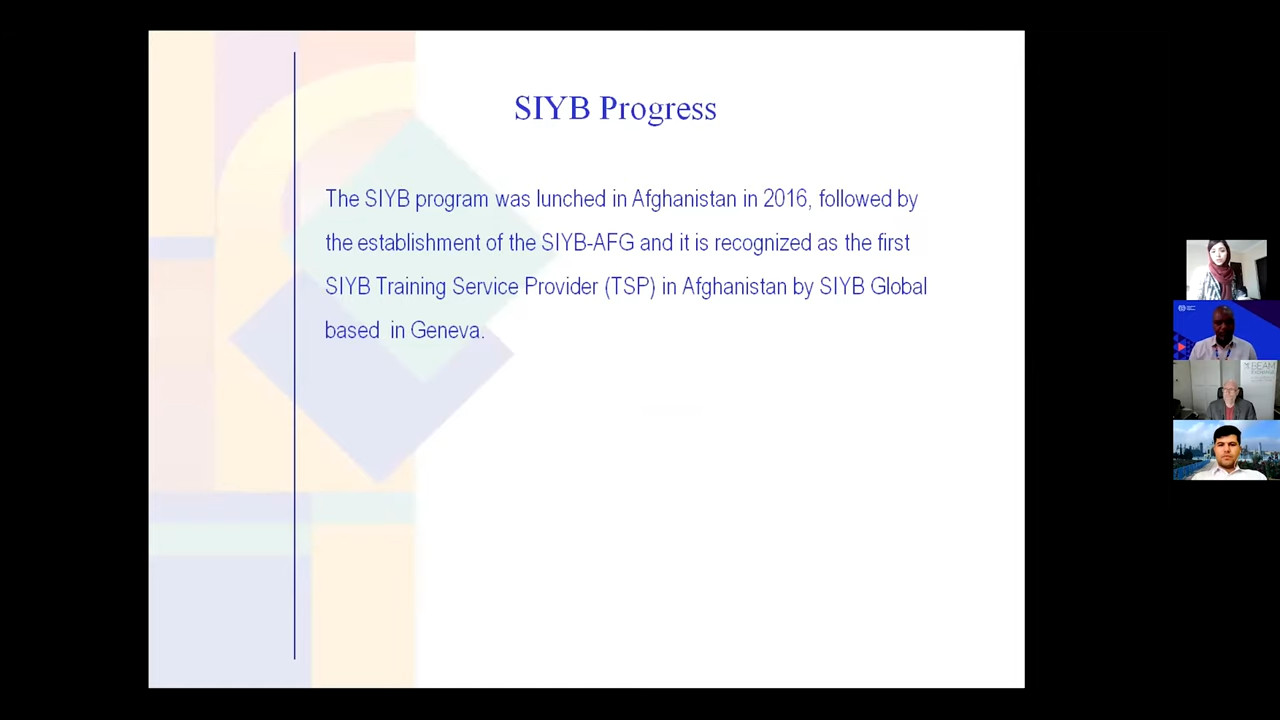 SIYB Progress
The SIYB program was lunched in Afghanistan in 2016, followed by
the establishment of the SIYB-AFG and it is recognized as the first
SIYB Training Service Provider (TSP) in Afghanistan by SIYB Global
based in Geneva.
BEAM